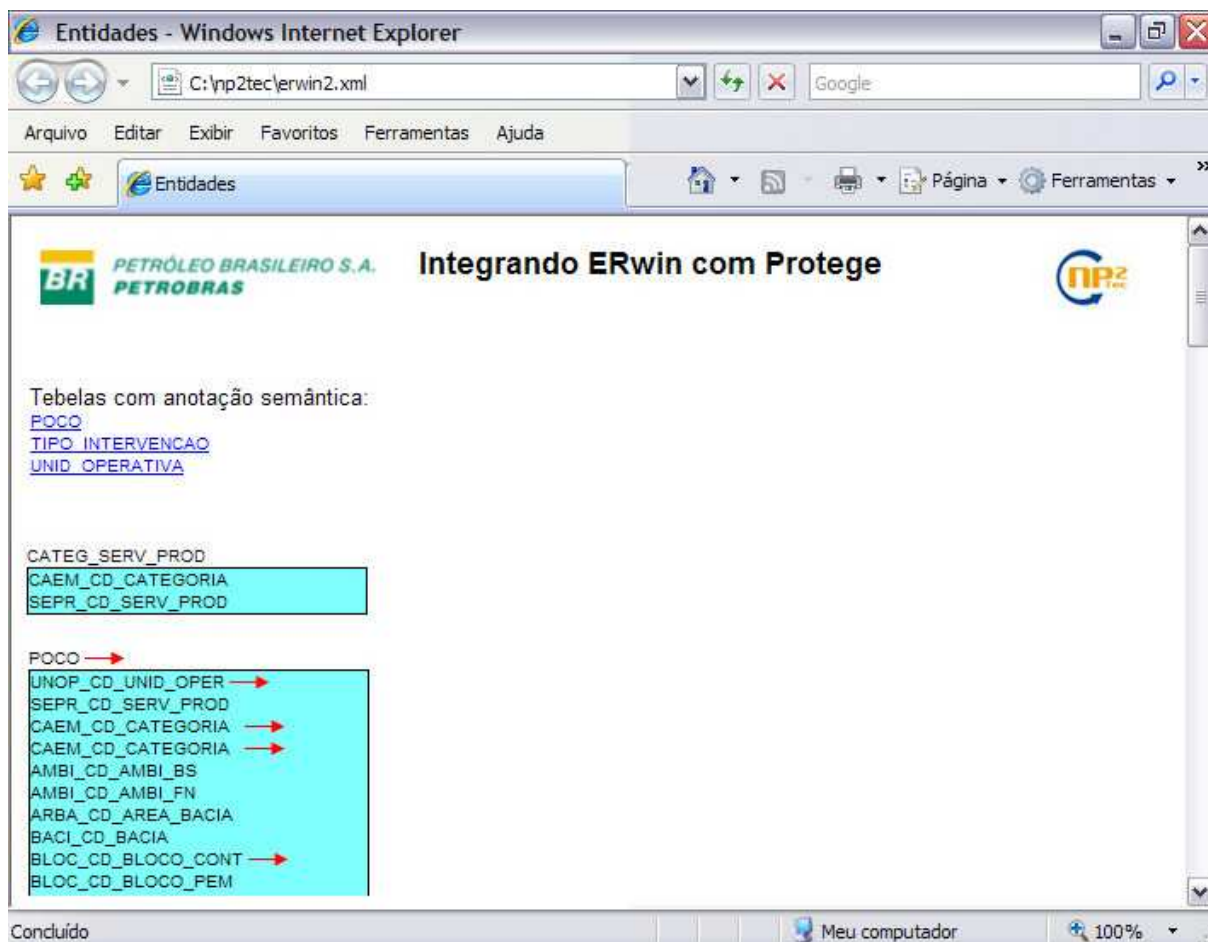 Entidades - Windows Internet Explorer
C:\np2tec\erwin2.xml
Google
Arquivo Editar Exibir Favoritos Ferramentas Ajuda
Entidades
Página
Ferramentas
BR
PETRÓLEO BRASILEIRO S.A.
PETROBRAS
Integrando ERwin com Protege
NP2
Tec
Tebelas com anotação semântica:
POCO
TIPO_INTERVENCAO
UNID_OPERATIVA
CATEG_SERV_PROD
CAEM_CD_CATEGORIA
SEPR_CD_SERV_PROD
POCO
UNOP_CD_UNID_OPER
SEPR_CD_SERV_PROD
CAEM_CD_CATEGORIA
CAEM_CD_CATEGORIA
AMBI_CD_AMBI_BS
AMBI_CD_AMBI_FN
ARBA_CD_AREA_BACIA
BACI_CD_BACIA
BLOC_CD_BLOCO_CONT
BLOC_CD_BLOCO_PEM
Concluído
Meu computador
100%